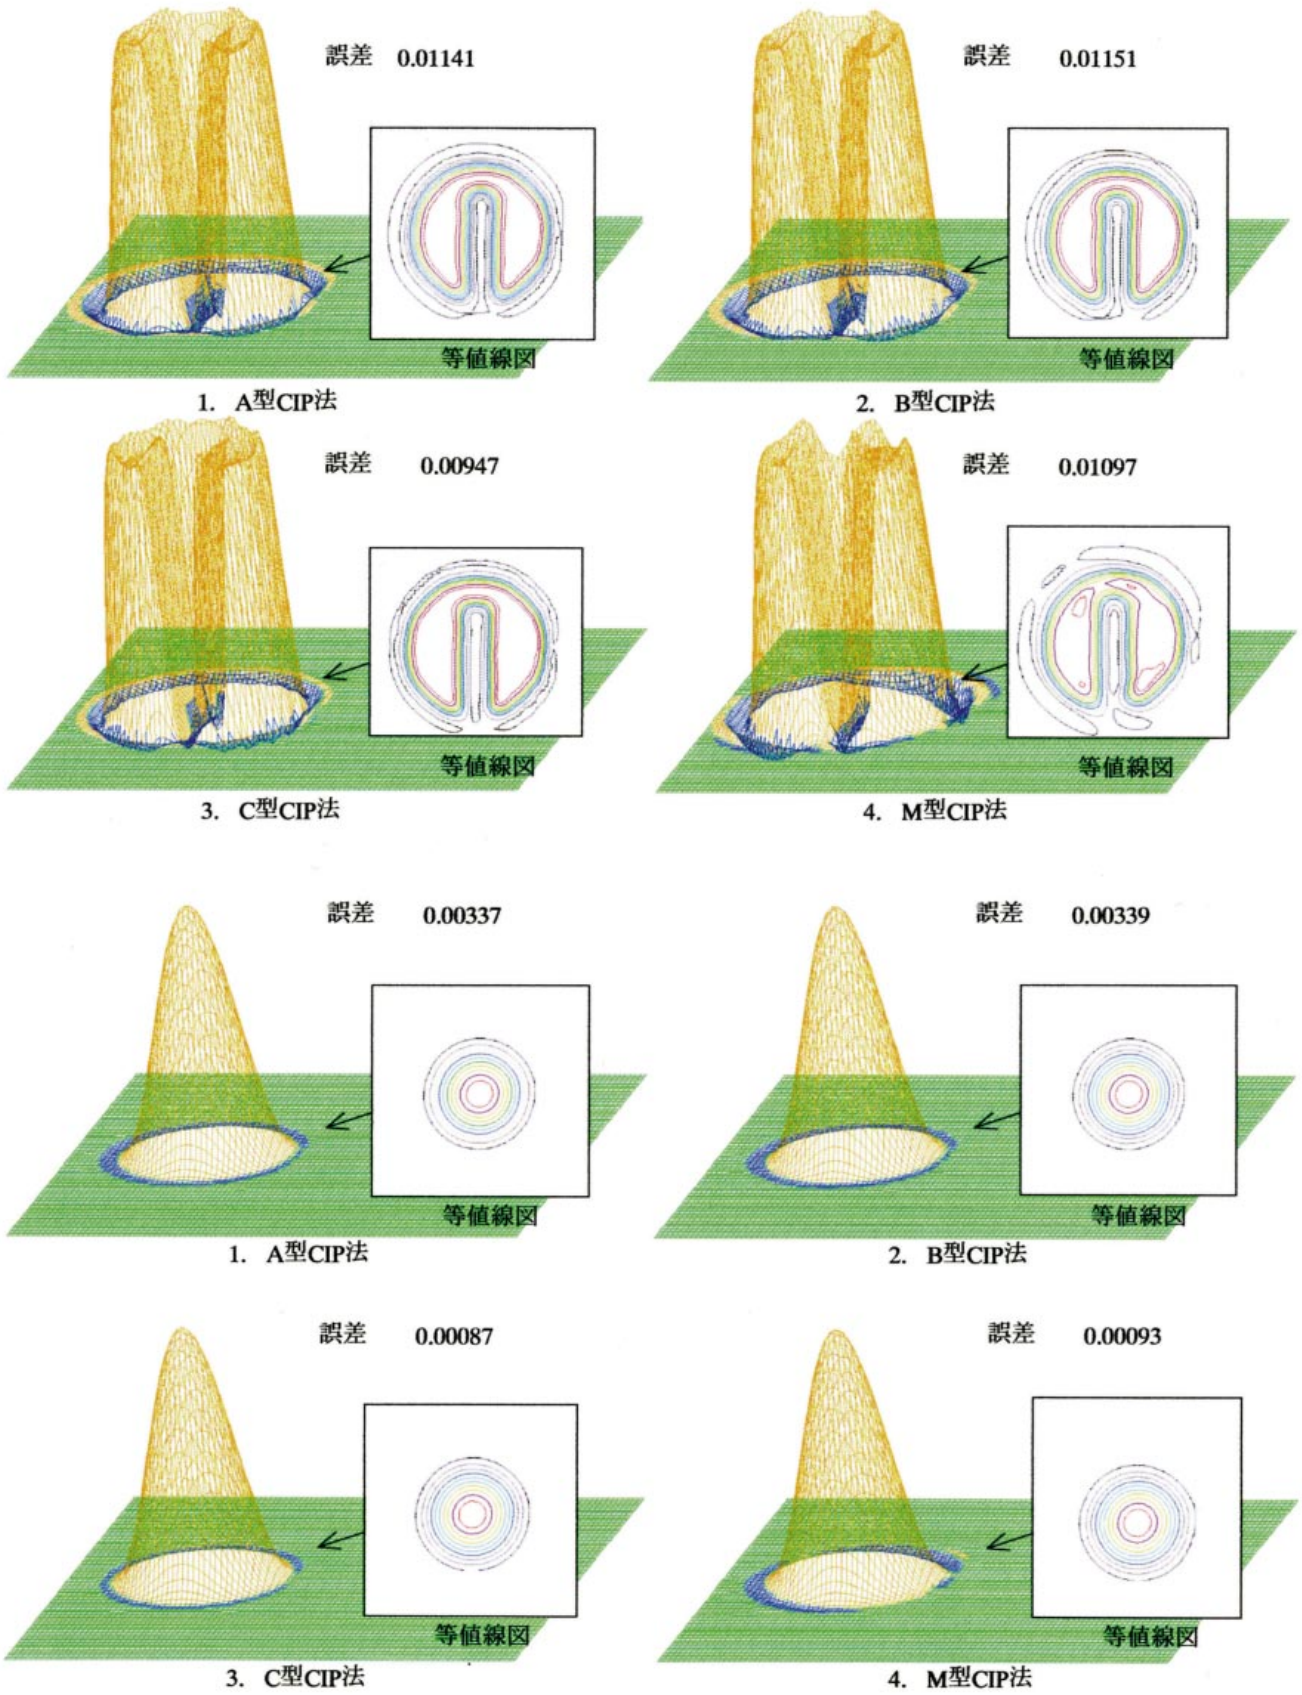 誤差 0.01141
等値線図
1. A型CIP法
誤差 0.01151
等値線図
2. B型CIP法
誤差 0.00947
等値線図
3. C型CIP法
誤差 0.01097
等値線図
4. M型CIP法
誤差 0.00337
等値線図
1. A型CIP法
誤差 0.00339
等値線図
2. B型CIP法
誤差 0.00087
等値線図
3. C型CIP法
誤差 0.00093
等値線図
4. M型CIP法